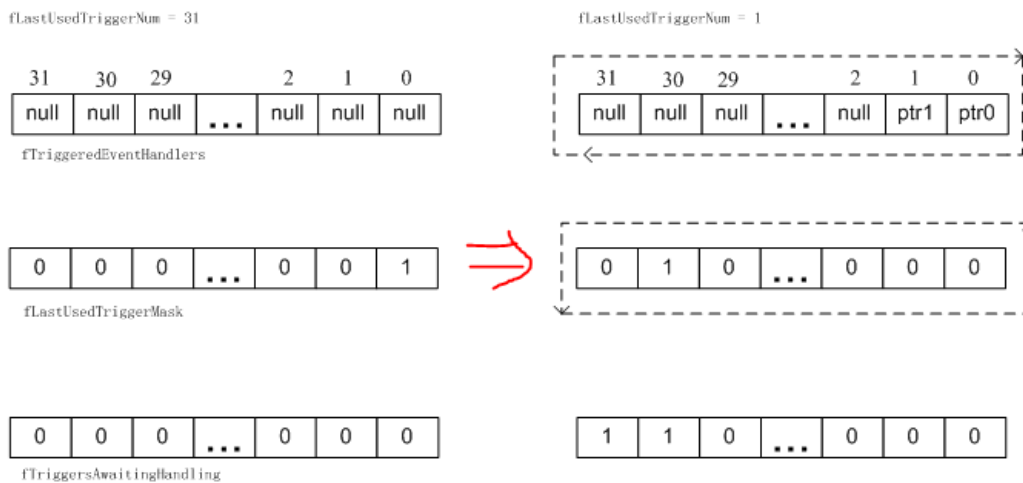 fLastUsedTriggerNum = 31
fLastUsedTriggerNum = 1
31 30 29 2 1 0
31 30 29 2 1 0
null null null ... null null null
null null null ... null ptr1 ptr0
fTriggeredEventHandlers
0 0 0 ... 0 0 1
0 1 0 ... 0 0 0
fLastUsedTriggerMask
0 0 0 ... 0 0 0
1 1 0 ... 0 0 0
fTriggersAwaitingHandling